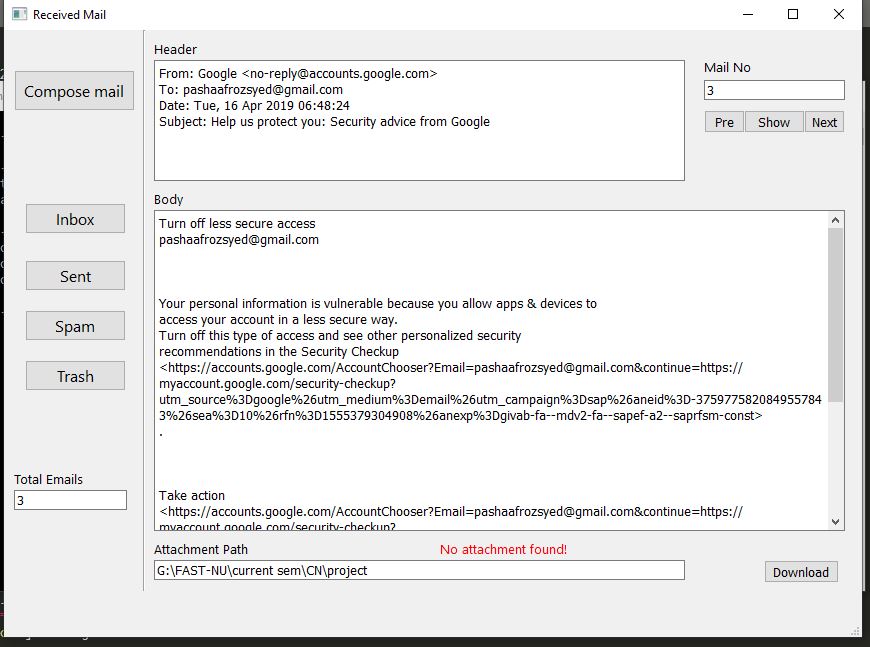 Received Mail
Compose mail
Inbox
Sent
Spam
Trash
Total Emails
3
Header
From: Google <no-reply@accounts.google.com>
To: pashaafrozsyed@gmail.com
Date: Tue, 16 Apr 2019 06:48:24
Subject: Help us protect you: Security advice from Google
Mail No
3
Pre Show Next
Body
Turn off less secure access
pashaafrozsyed@gmail.com
Your personal information is vulnerable because you allow apps & devices to
access your account in a less secure way.
Turn off this type of access and see other personalized security
recommendations in the Security Checkup
<https://accounts.google.com/AccountChooser?Email=pashaafrozsyed@gmail.com&continue=https://
myaccount.google.com/security-checkup?
utm_source%3Dgoogle%26utm_medium%3Demail%26utm_campaign%3Dsap%26aneid%3D-375977582084955784
3%26sea%3D10%26rfn%3D1555379304908%26anexp%3Dgivab-fa--mdv2-fa--sapef-a2--saprfsm-const>
.
Take action
<https://accounts.google.com/AccountChooser?Email=pashaafrozsyed@gmail.com&continue=https://
myaccount.google.com/security-checkup?
Attachment Path
No attachment found!
G:\FAST-NU\current sem\CN\project
Download